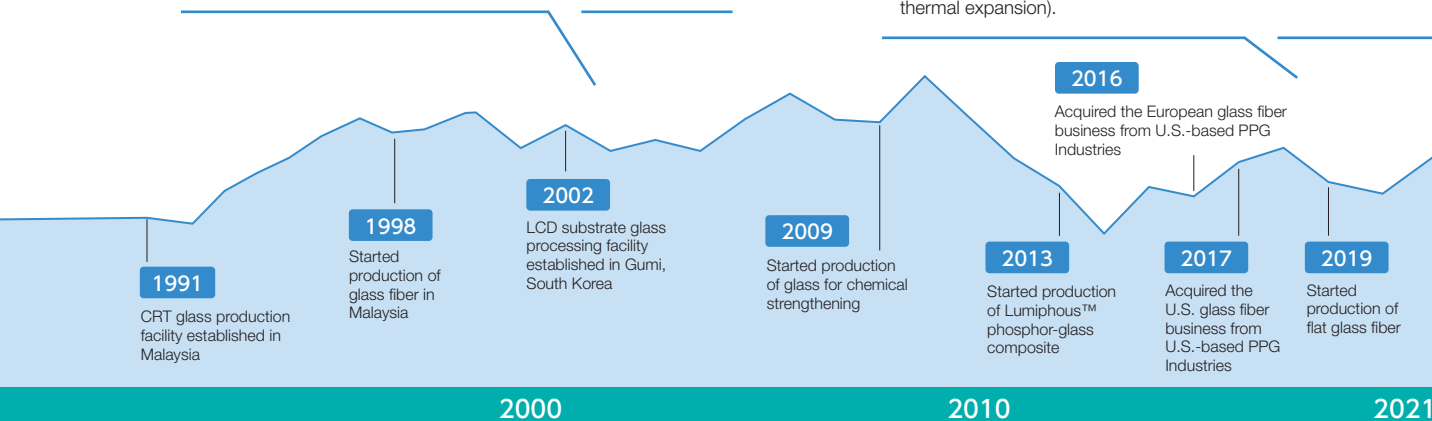 thermal expansion).
2016
Acquired the European glass fiber
business from U.S.-based PPG
Industries
2002
LCD substrate glass
processing facility
established in Gumi,
South Korea
1998
Started
production of
glass fiber in
Malaysia
2009
Started production
of glass for chemical
strengthening
2013
Started production
of Lumiphous™
phosphor-glass
composite
2017
Acquired the
U.S. glass fiber
business from
U.S.-based PPG
Industries
2019
Started
production of
flat glass fiber
1991
CRT glass production
facility established in
Malaysia
2000
2010
2021